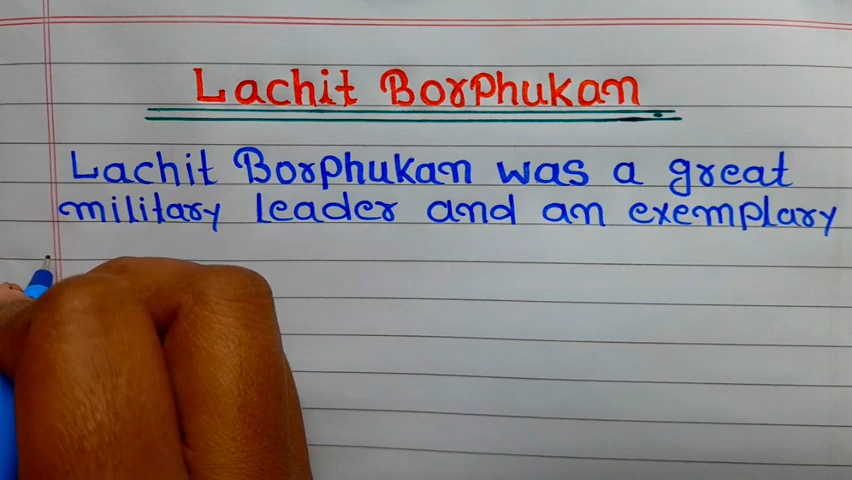 Lachit Borphukan
Lachit Borphukan was a great
military leader and an exemplary